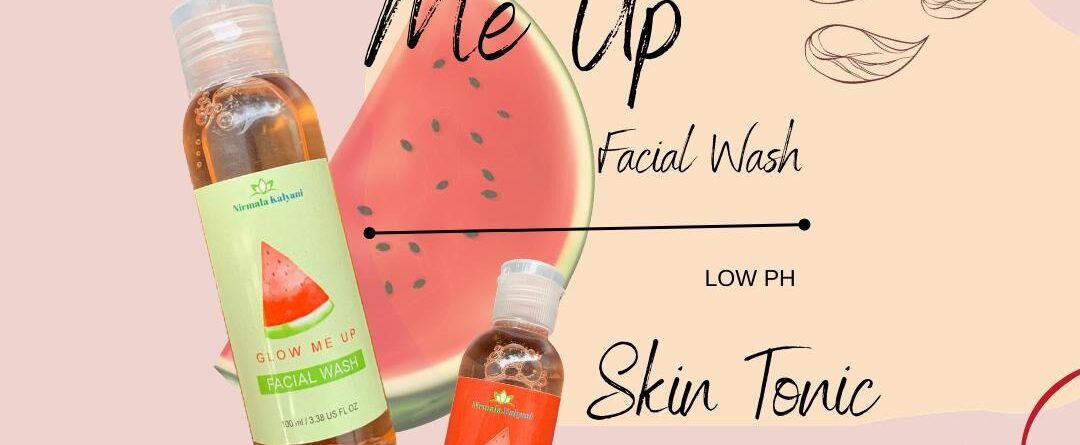 Me Up
Facial Wash
LOW PH
Skin Tonic
Nirmala Kalyani
GLOW ME UP
FACIAL WASH
100 ml / 3.38 US FL OZ
Nirmala Kalyani